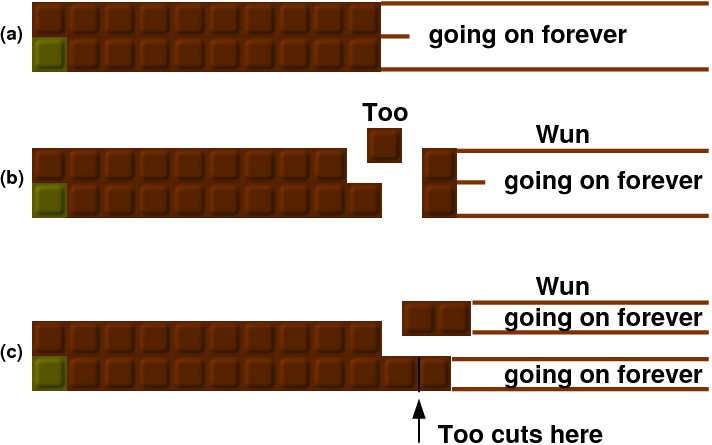 (a)
going on forever
Too
Wun
(b)
going on forever
Wun
going on forever
(c)
going on forever
Too cuts here